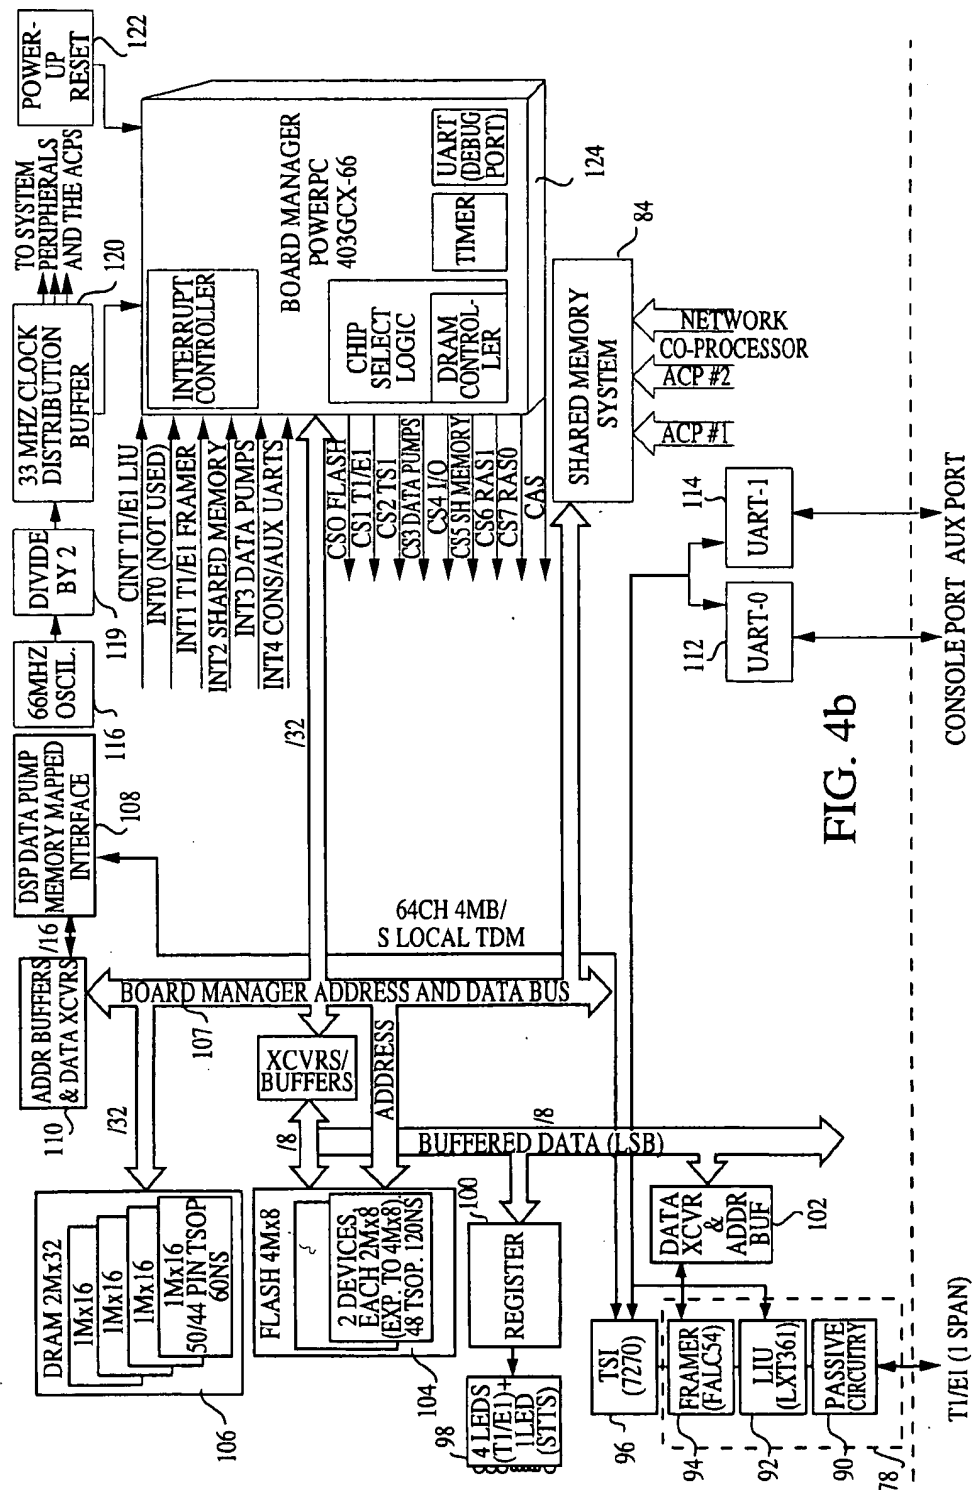 DRAM 2Mx32
1Mx16
1Mx16
1Mx16
1Mx16
50/44 PIN TSOP
60NS
106
/32
ADDR BUFFERS
& DATA XCVRS
110
/16
DSP DATA PUMP
MEMORY MAPPED
INTERFACE
108
66MHZ
OSCIL.
116
DIVIDE
BY 2
119
33 MHZ CLOCK
DISTRIBUTION
BUFFER
120
TO SYSTEM
PERIPHERALS
AND THE ACPS
POWER-
UP
RESET
122
FLASH 4Mx8
2 DEVICES,
EACH 2Mx8
(EXP. TO 4Mx8).
48 TSOP. 120NS
104
/8
XCVRS/
BUFFERS
ADDRESS
BOARD MANAGER ADDRESS AND DATA BUS
107
/32
CINT T1/E1 LIU
INT0 (NOT USED)
INT1 T1/E1 FRAMER
INT2 SHARED MEMORY
INT3 DATA PUMPS
INT4 CONS/AUX UARTS
INTERRUPT
CONTROLLER
BOARD MANAGER
POWERPC
403GCX-66
CHIP
SELECT
LOGIC
DRAM
CONTROL-
LER
TIMER
UART
(DEBUG
PORT)
124
CSO FLASH
CS1 T1/E1
CS2 TS1
CS3 DATA PUMPS
CS4 I/O
CS5 SH MEMORY
CS6 RAS1
CS7 RAS0
CAS
64CH 4MB/
S LOCAL TDM
4 LEDS
(T1/E1)+
1LED
(STTS)
98
REGISTER
100
BUFFERED DATA (LSB)
/8
SHARED MEMORY
SYSTEM
84
ACP #1
ACP #2
NETWORK
CO-PROCESSOR
TSI
(7270)
96
FRAMER
(FALC54)
94
LIU
(LXT361)
92
PASSIVE
CIRCUITRY
90
78
DATA
XCVR
&
ADDR
BUF
102
UART-0
112
UART-1
114
FIG. 4b
T1/E1 (1 SPAN)
CONSOLE PORT
AUX PORT